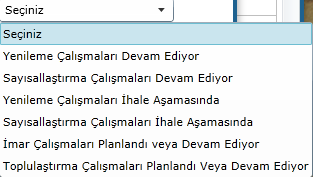 Seçiniz
Seçiniz
Yenileme Çalışmaları Devam Ediyor
Sayısallaştırma Çalışmaları Devam Ediyor
Yenileme Çalışmaları İhale Aşamasında
Sayısallaştırma Çalışmaları İhale Aşamasında
İmar Çalışmaları Planlandı veya Devam Ediyor
Toplulaştırma Çalışmaları Planlandı Veya Devam Ediyor